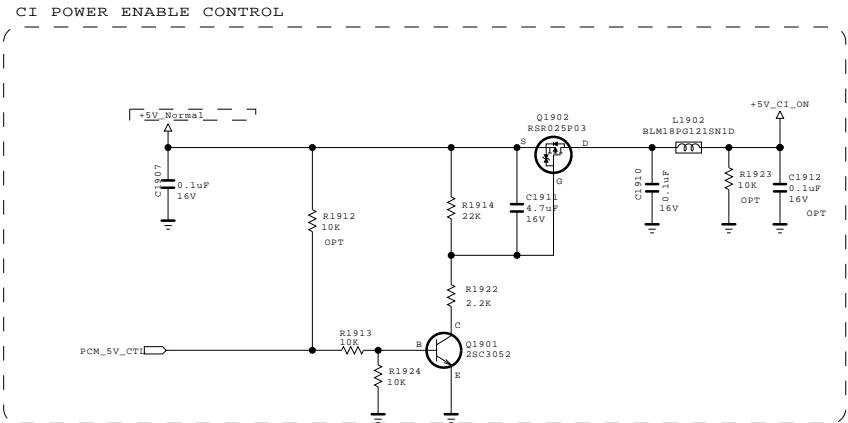 CI POWER ENABLE CONTROL
+5V_Normal
C1907
0.1uF
16V
R1912
10K
OPT
R1914
22K
C1911
4.7uF
16V
Q1902
RSR025P03
S
D
G
L1902
BLM18PG121SN1D
+5V_CI_ON
C1910
0.1uF
16V
R1923
10K
OPT
C1912
0.1uF
16V
OPT
R1922
2.2K
PCM_5V_CTL
R1913
10K
R1924
10K
B
C
E
Q1901
2SC3052